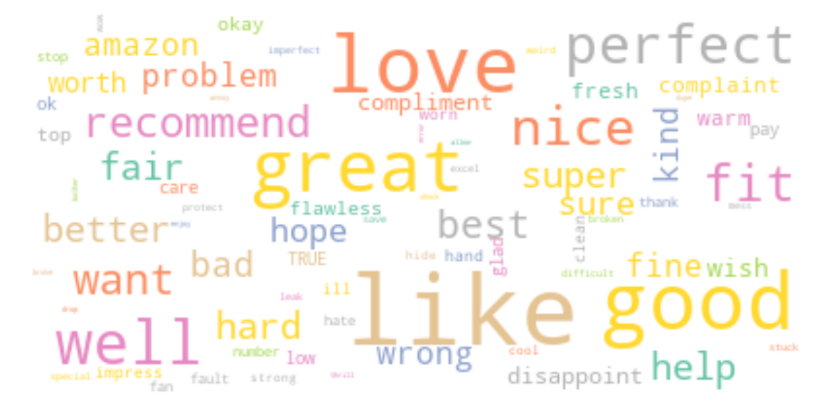 okay
amazon
imperfect
love
weird
perfect
stop
worth
problem
fresh
complaint
ok
compliment
top
recommend
worn
nice
kind
warm
pay
fair
great
excel
care
super
fit
sure
thank
protect
flawless
save
best
broken
better
enjoy
hope
clean
glad
bad
TRUE
hide
hand
fine
wish
want
difficult
leak
ill
like
good
well
hard
hate
number
low
wrong
cool
stuck
help
special
impress
fan
fault
strong
thrill
disappoint
mess